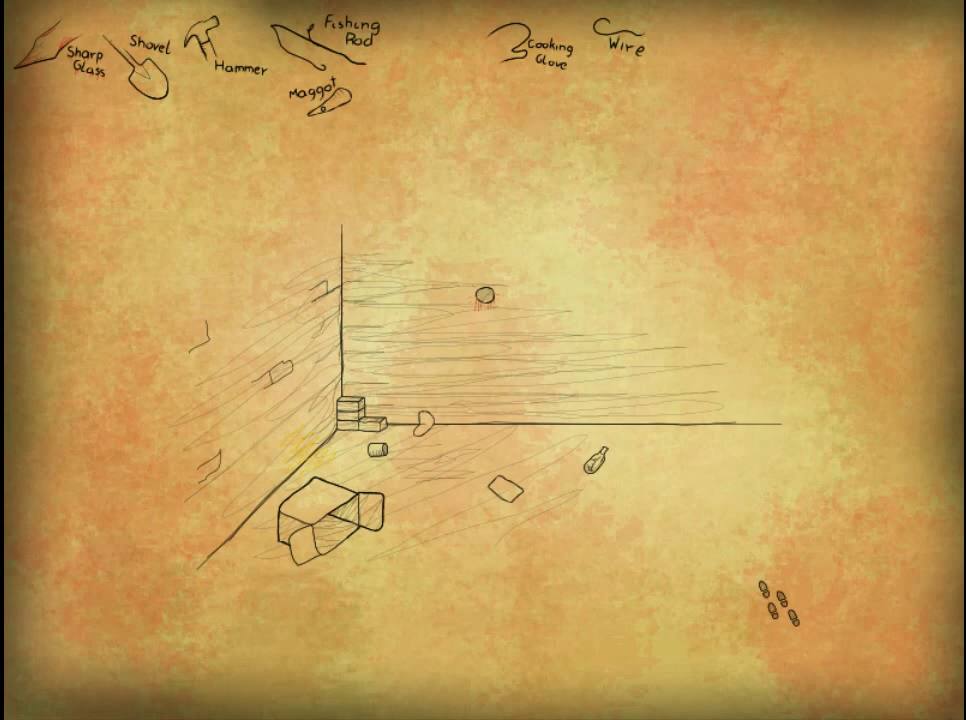 Sharp
Glass
Shovel
Hammer
Fishing
Rod
Maggot
Cooking
Glove
Wire